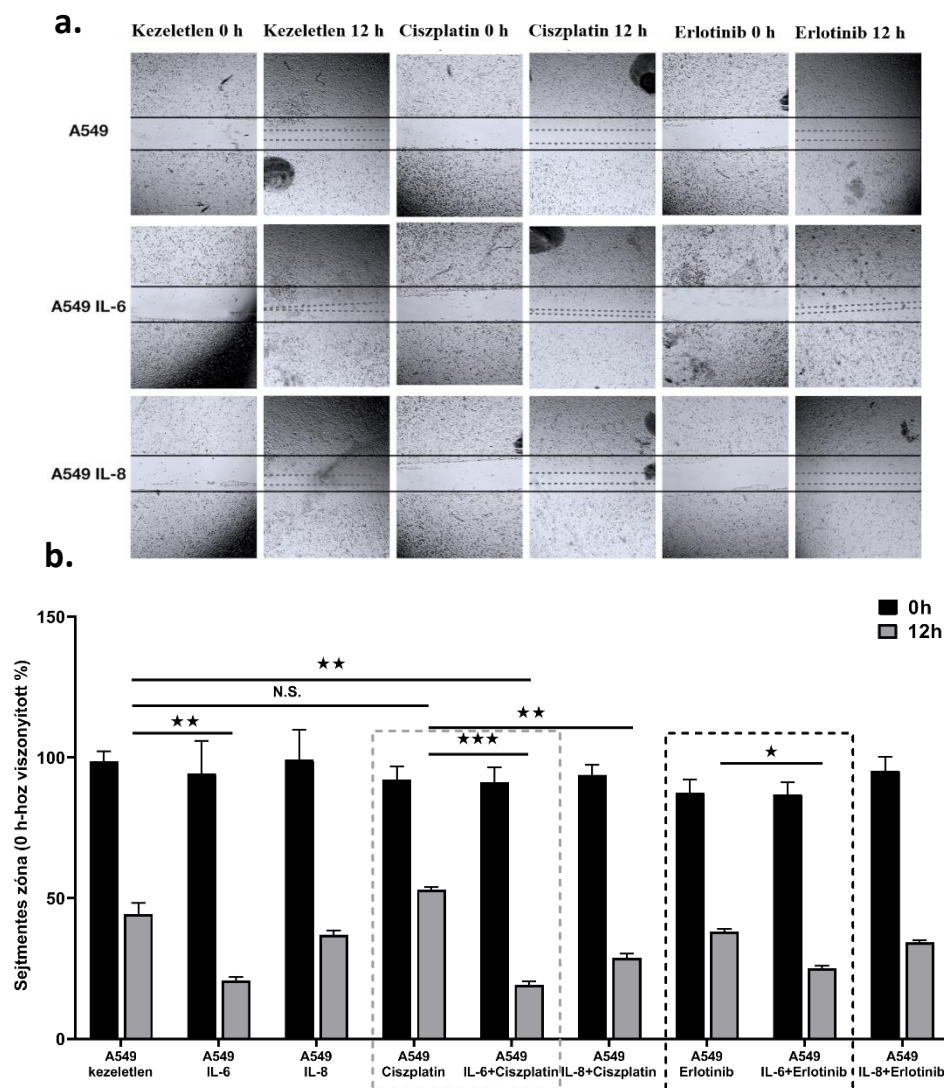 a.
Kezeletlen 0 h Kezeletlen 12 h Ciszplatin 0 h Ciszplatin 12 h Erlotinib 0 h Erlotinib 12 h
A549
A549 IL-6
A549 IL-8
b.
0h
12h
Sejtmentes zóna (0 h-hoz viszonyított %)
150
100
50
0
★★
N.S.
★★
★★
★★★
★
A549 A549 A549 A549 A549 A549 A549 A549 A549
kezeletlen IL-6 IL-8 Ciszplatin IL-6+Ciszplatin IL-8+Ciszplatin Erlotinib IL-6+Erlotinib IL-8+Erlotinib